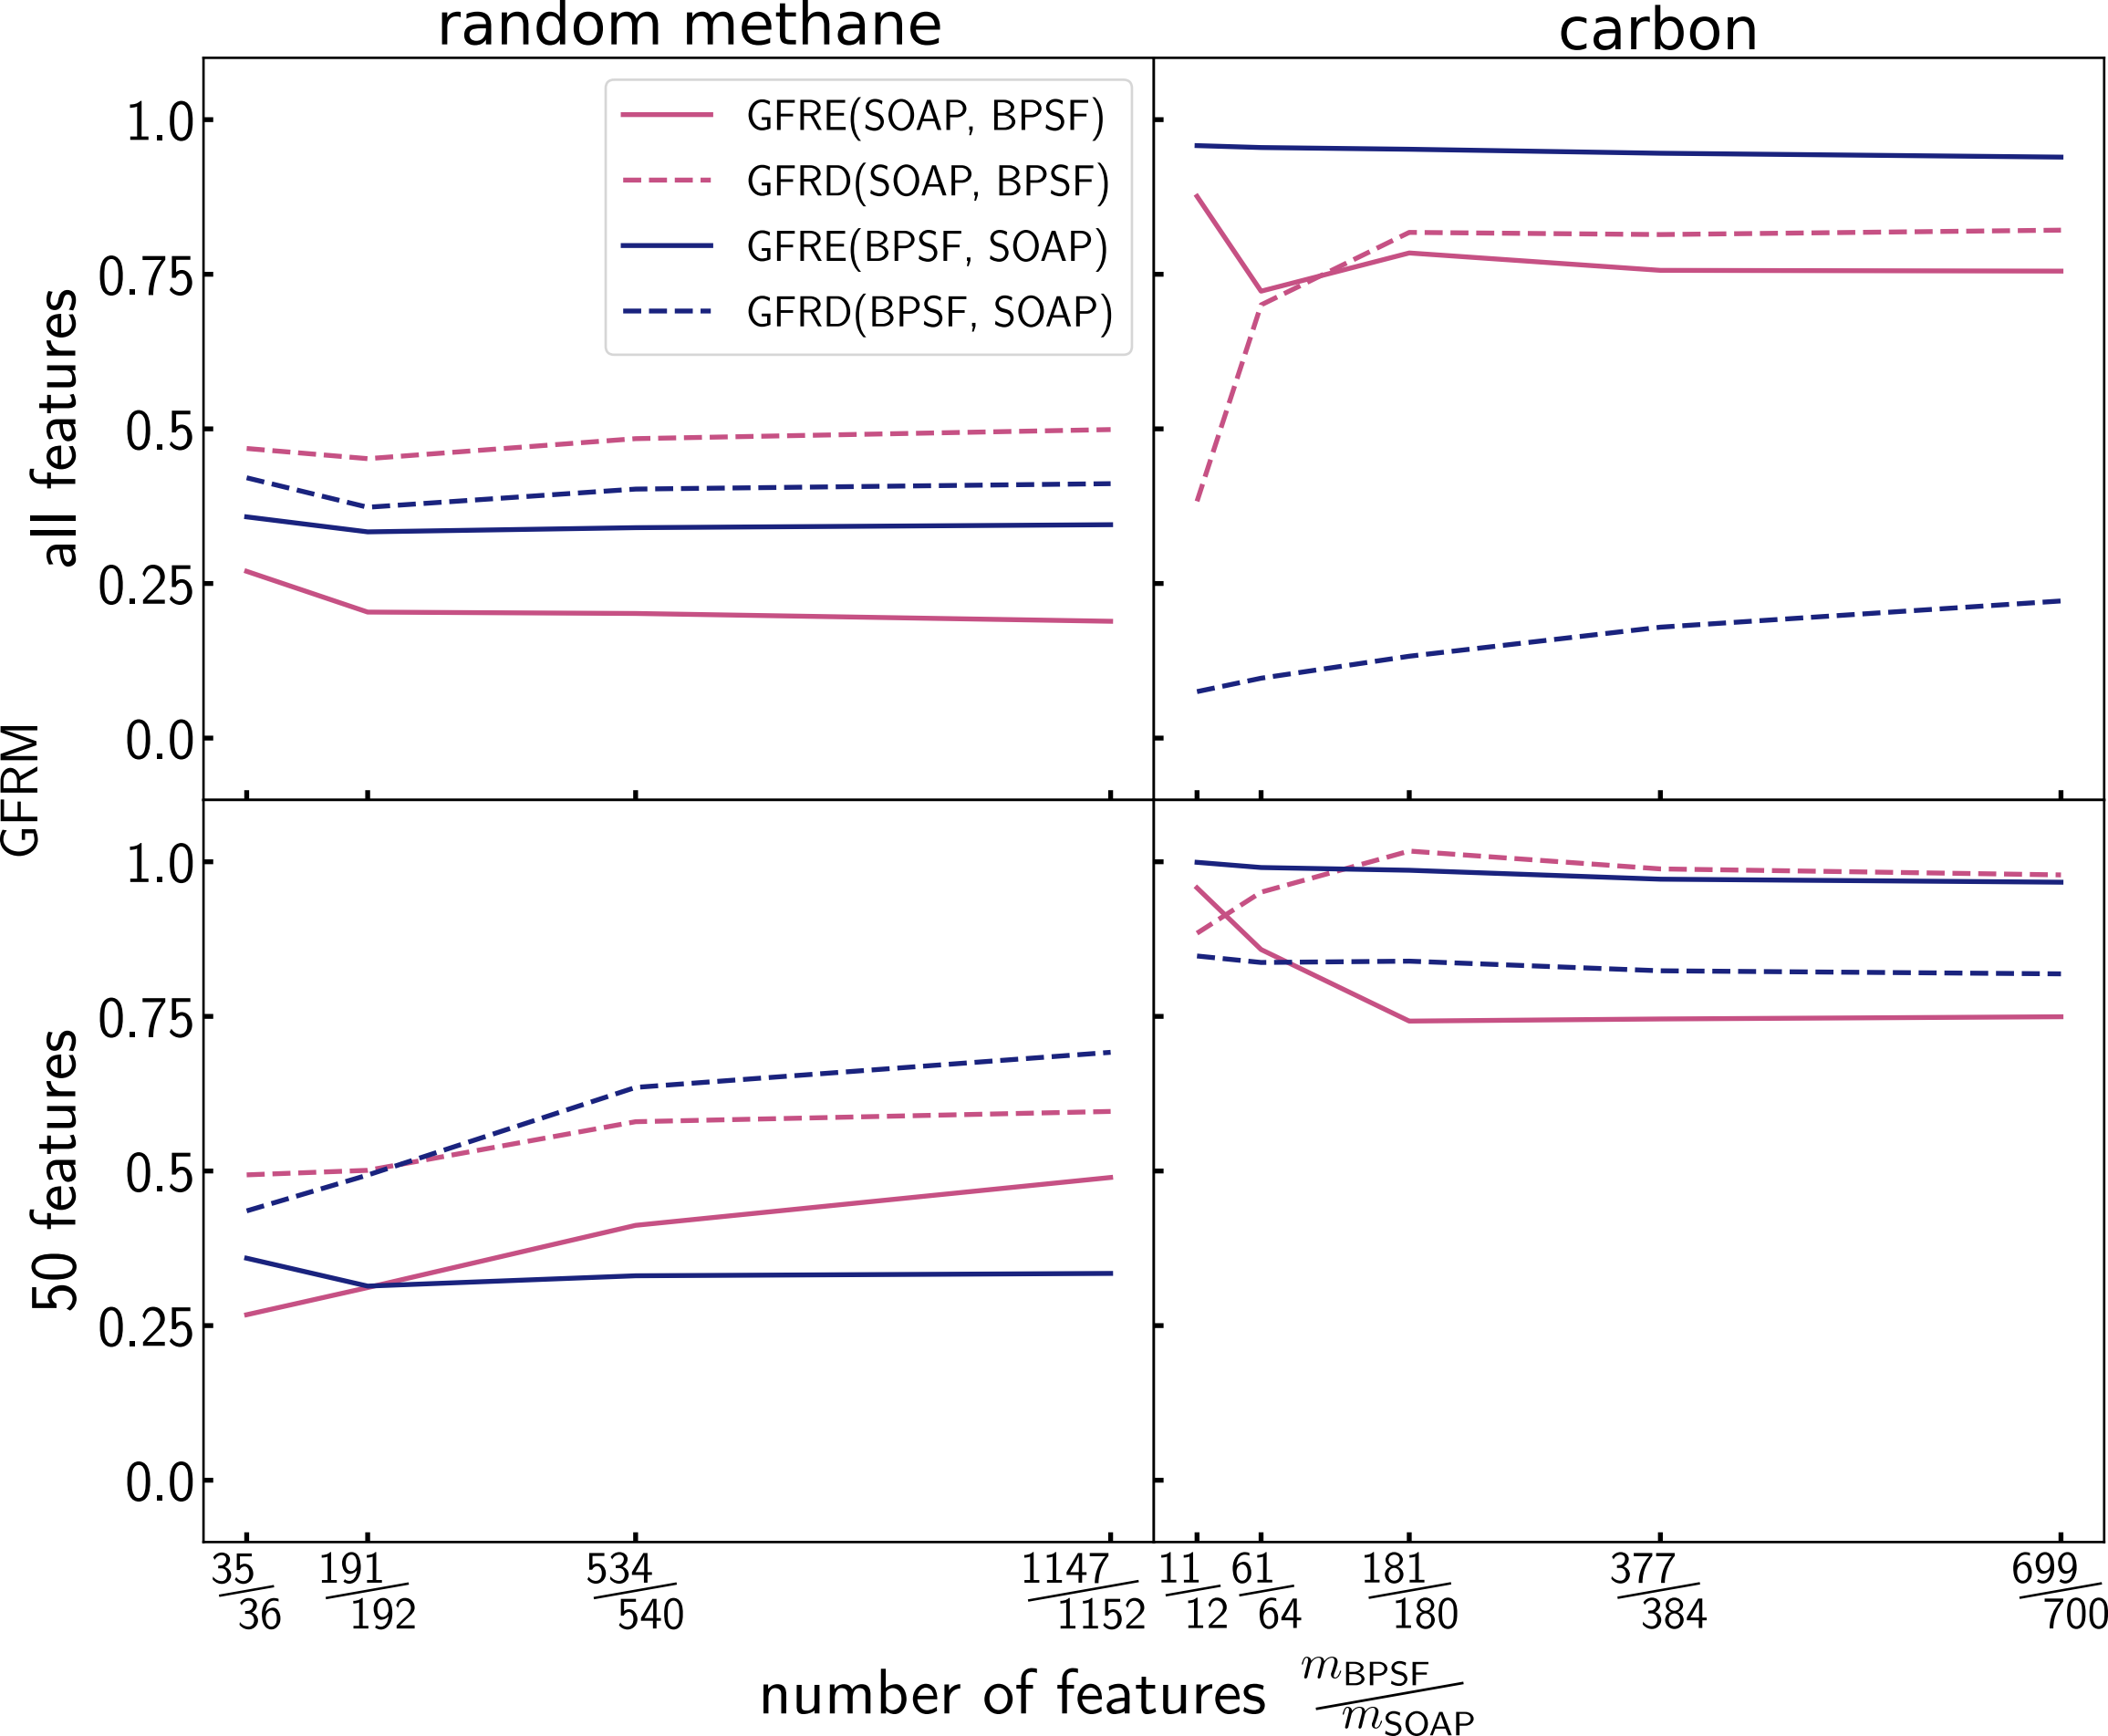 random methane
carbon
GFRE(SOAP, BPSF)
GFRD(SOAP, BPSF)
GFRE(BPSF, SOAP)
GFRD(BPSF, SOAP)
1.0
0.75
0.5
0.25
0.0
all features
GFRM
1.0
0.75
0.5
0.25
0.0
50 features
35/36
191/192
534/540
1147/1152
11/12
61/64
181/180
377/384
699/700
number of features m_BPSF/m_SOAP